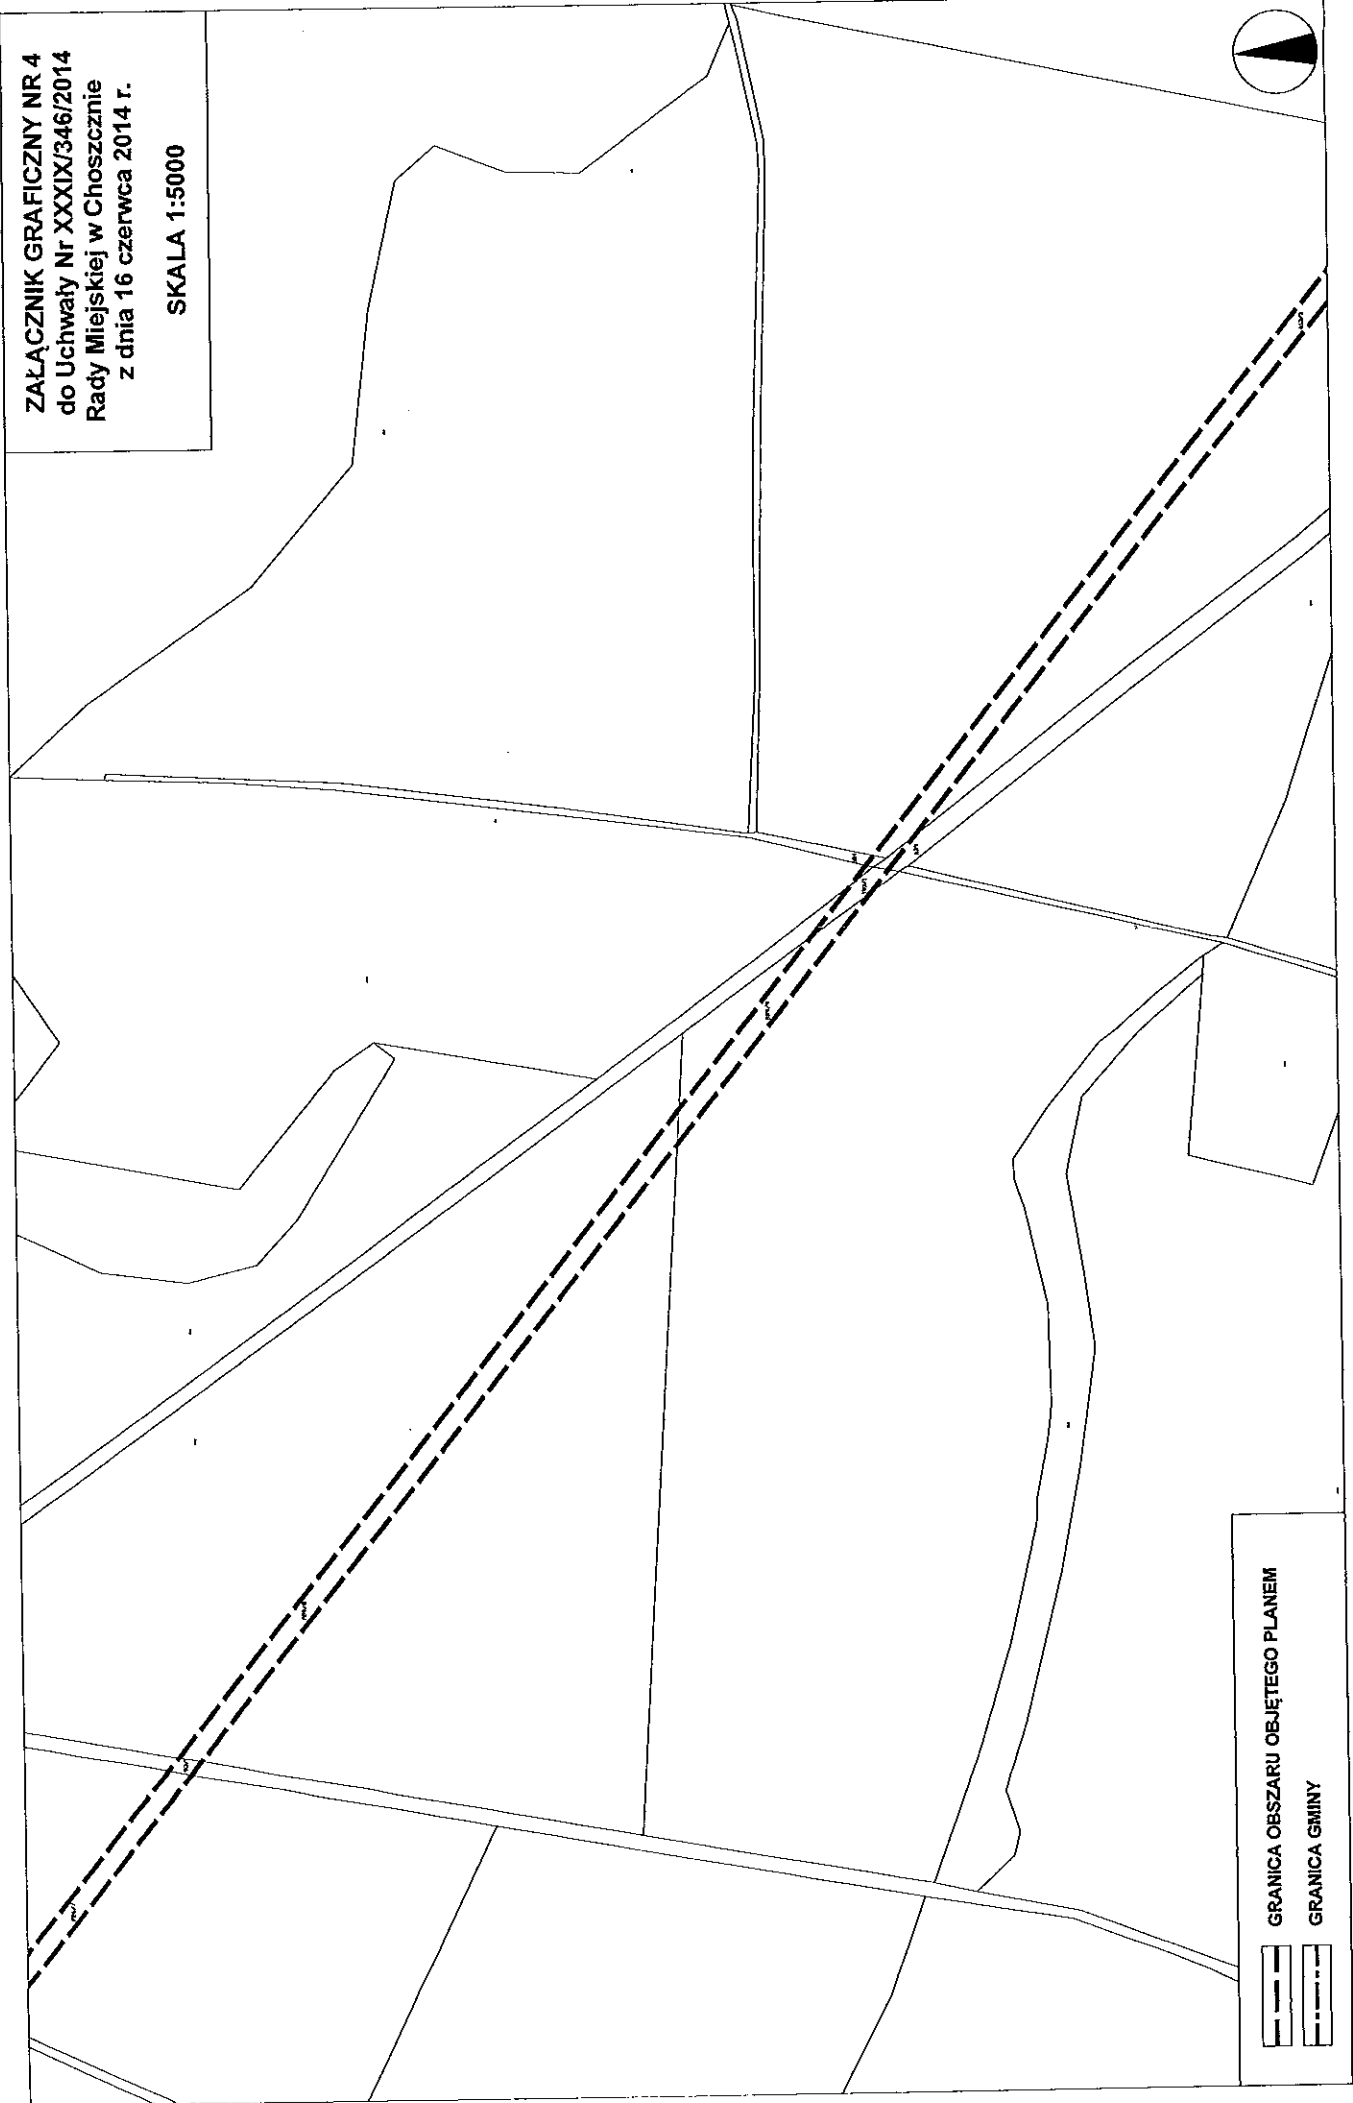 ZAŁĄCZNIK GRAFICZNY NR 4
do Uchwały Nr XXXIX/346/2014
Rady Miejskiej w Choszcznie
z dnia 16 czerwca 2014 r.
SKALA 1:5000
GRANICA OBSZARU OBJĘTEGO PLANEM
GRANICA GMINY